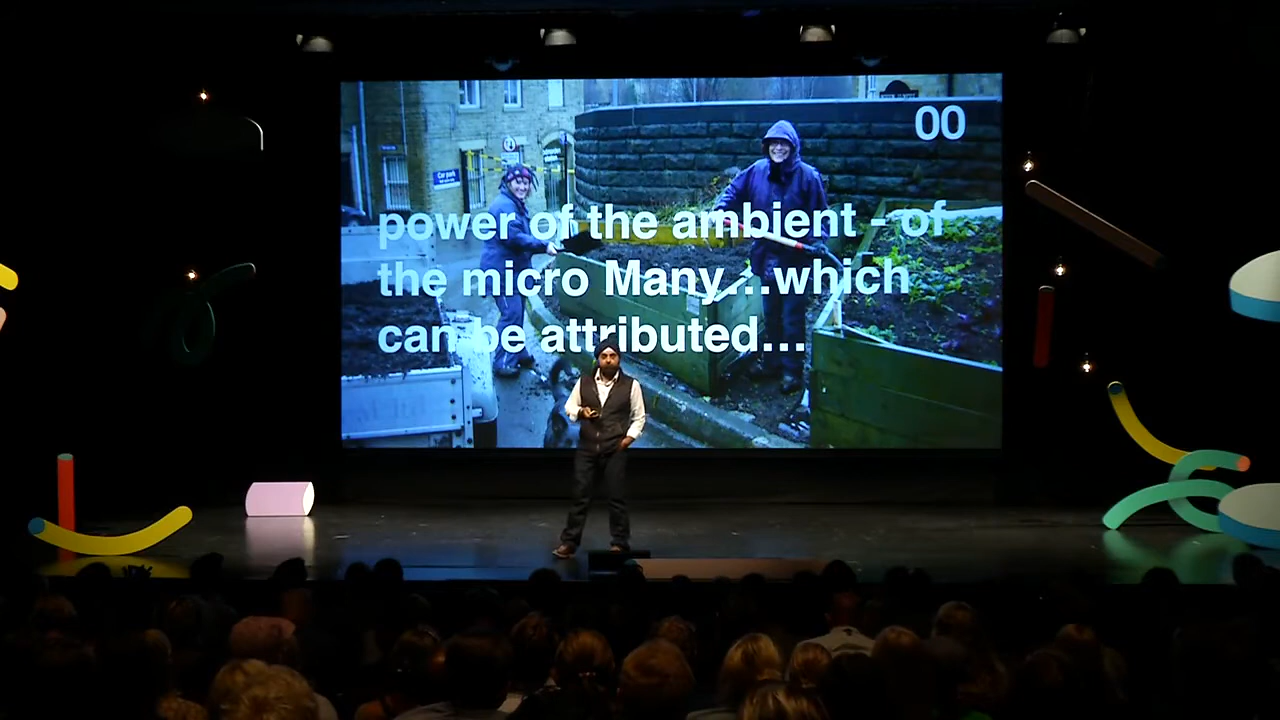 00
power of the ambient - of
the micro Many...which
can be attributed...
Car park